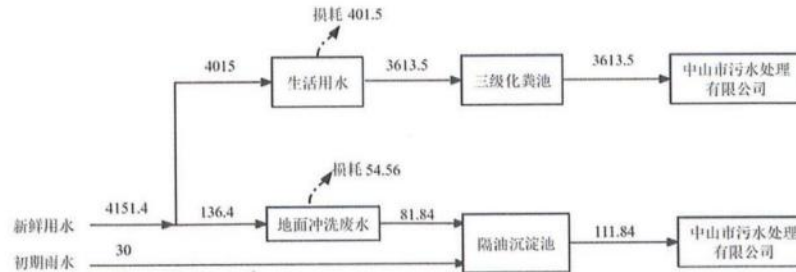 损耗 401.5
4015
生活用水
3613.5
三级化粪池
3613.5
中山市污水处理
有限公司
损耗 54.56
新鲜用水
4151.4
136.4
地面冲洗废水
81.84
隔油沉淀池
111.84
中山市污水处理
有限公司
初期雨水
30